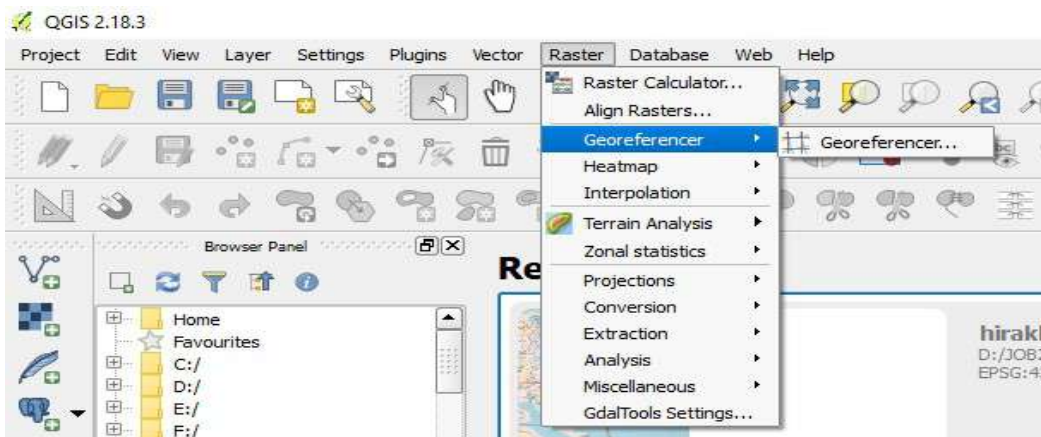 QGIS 2.18.3
Project Edit View Layer Settings Plugins Vector Raster Database Web Help
Raster Calculator...
Align Rasters...
Georeferencer
Georeferencer...
Heatmap
Interpolation
Terrain Analysis
Zonal statistics
Projections
Conversion
Extraction
Analysis
Miscellaneous
GdalTools Settings...
Browser Panel
Home
Favourites
C:/
D:/
E:/
F:/
Re
hirak
D:/JOB
EPSG:4